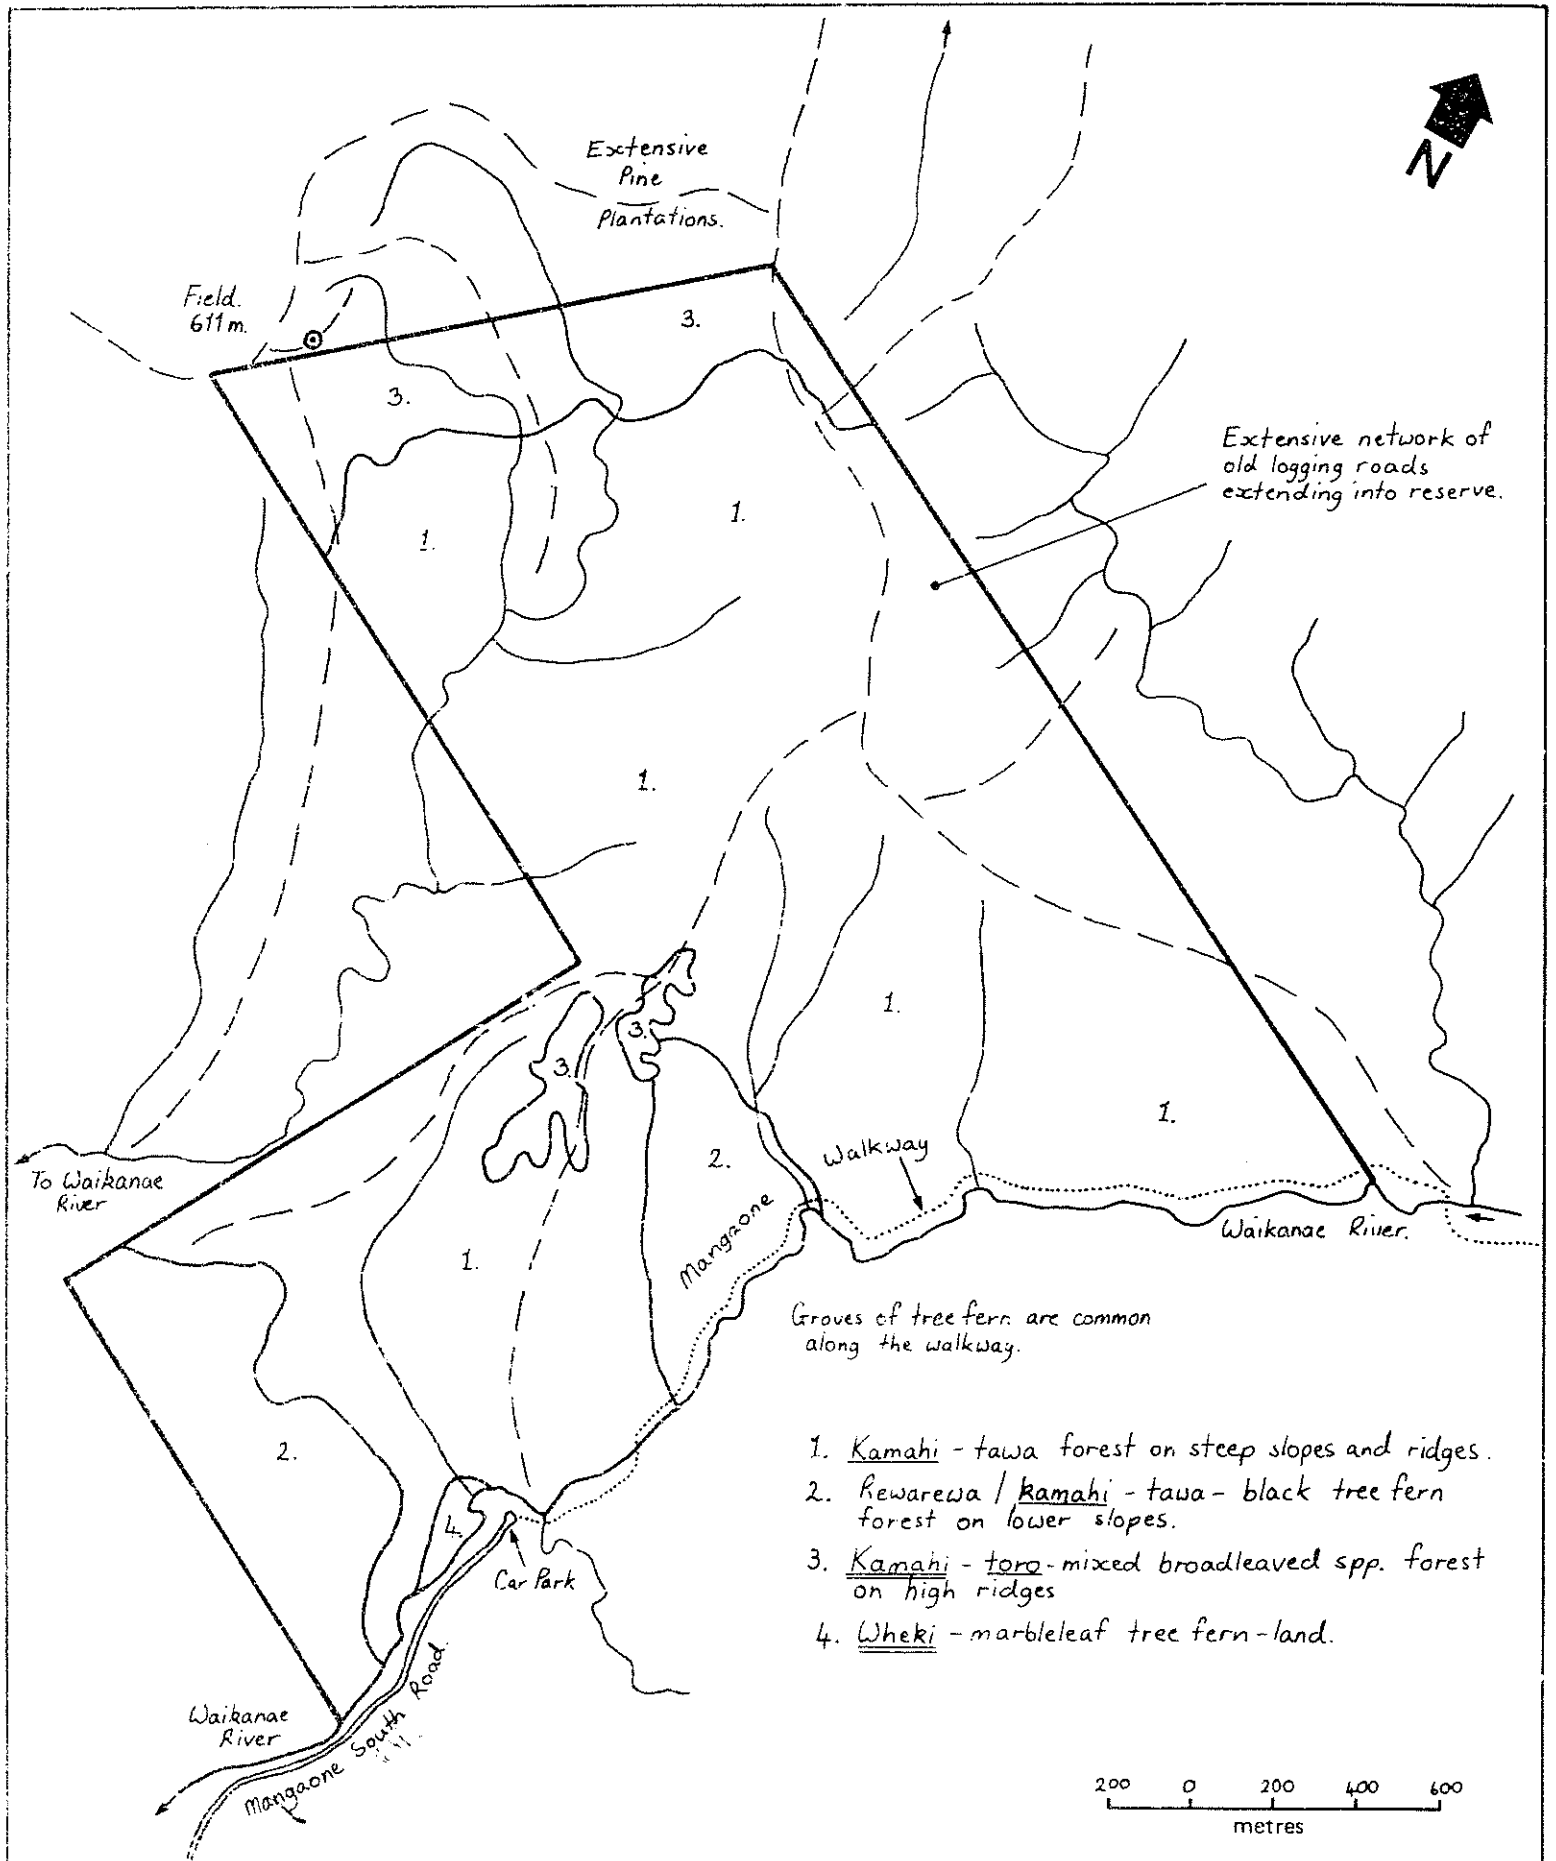 Extensive
Pine
Plantations.
N
Field.
611 m.
3.
3.
Extensive network of
old logging roads
extending into reserve.
1.
1.
1.
1.
3.
3.
1.
2.
Walkway
To Waikanae
River
Mangaone
Waikanae River.
1.
Groves of tree fern are common
along the walkway.
2.
4.
Car Park
1. Kamahi - tawa forest on steep slopes and ridges.
2. Rewarewa / kamahi - tawa - black tree fern
forest on lower slopes.
3. Kamahi - toro - mixed broadleaved spp. forest
on high ridges
4. Wheki - marbleleaf tree fern - land.
Waikanae
River
Mangaone South Road.
200 0 200 400 600
metres